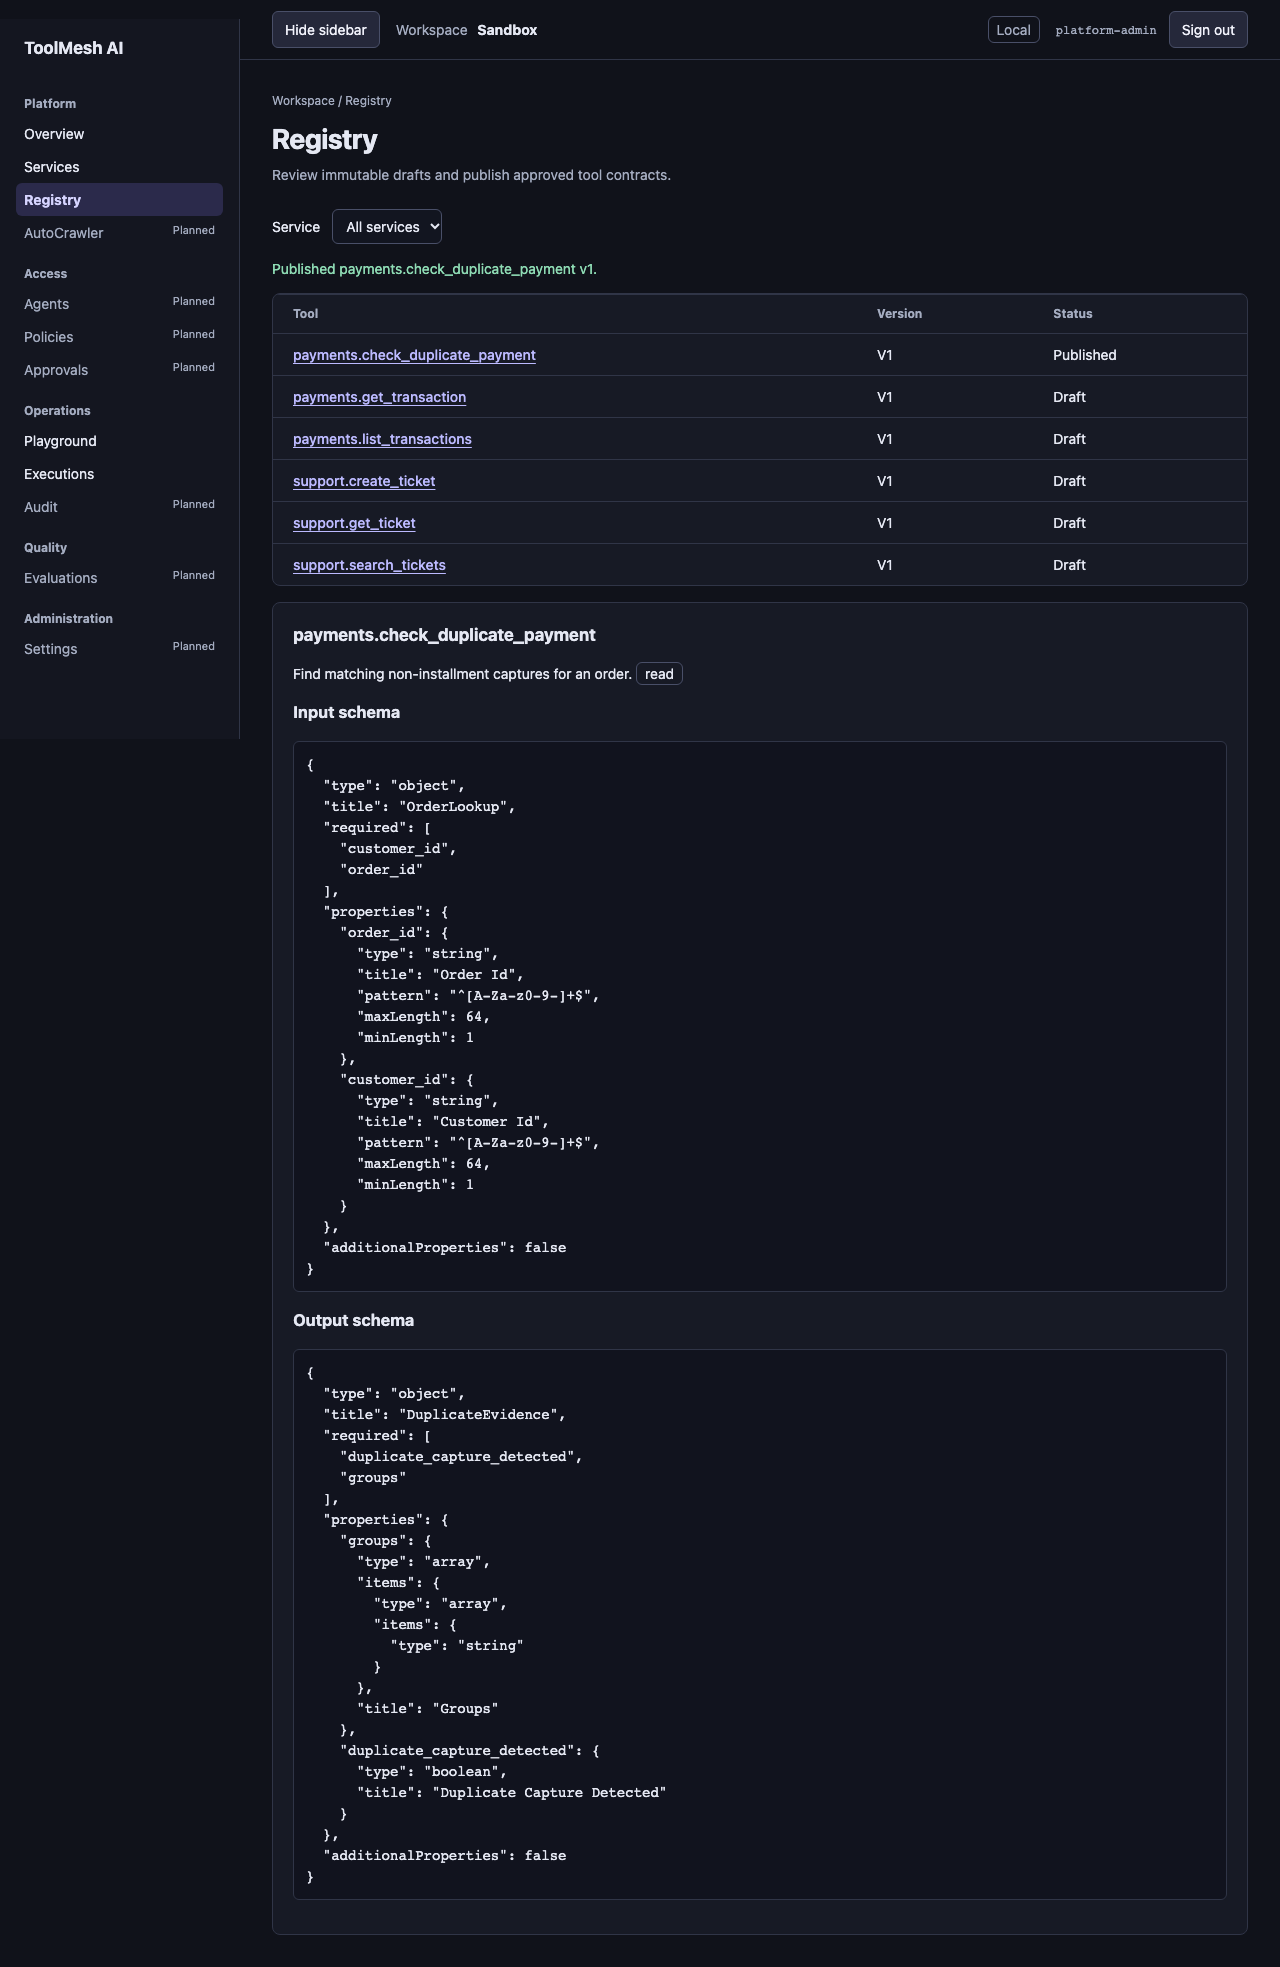 ToolMesh AI
Platform
Overview
Services
Registry
AutoCrawler Planned
Access
Agents Planned
Policies Planned
Approvals Planned
Operations
Playground
Executions
Audit Planned
Quality
Evaluations Planned
Administration
Settings Planned
Hide sidebar Workspace Sandbox Local platform-admin Sign out
Workspace / Registry
Registry
Review immutable drafts and publish approved tool contracts.
Service All services
Published payments.check_duplicate_payment v1.
Tool Version Status
payments.check_duplicate_payment V1 Published
payments.get_transaction V1 Draft
payments.list_transactions V1 Draft
support.create_ticket V1 Draft
support.get_ticket V1 Draft
support.search_tickets V1 Draft
payments.check_duplicate_payment
Find matching non-installment captures for an order. read
Input schema
{
  "type": "object",
  "title": "OrderLookup",
  "required": [
    "customer_id",
    "order_id"
  ],
  "properties": {
    "order_id": {
      "type": "string",
      "title": "Order Id",
      "pattern": "^[A-Za-z0-9-]+$",
      "maxLength": 64,
      "minLength": 1
    },
    "customer_id": {
      "type": "string",
      "title": "Customer Id",
      "pattern": "^[A-Za-z0-9-]+$",
      "maxLength": 64,
      "minLength": 1
    }
  },
  "additionalProperties": false
}
Output schema
{
  "type": "object",
  "title": "DuplicateEvidence",
  "required": [
    "duplicate_capture_detected",
    "groups"
  ],
  "properties": {
    "groups": {
      "type": "array",
      "items": {
        "type": "array",
        "items": {
          "type": "string"
        }
      },
      "title": "Groups"
    },
    "duplicate_capture_detected": {
      "type": "boolean",
      "title": "Duplicate Capture Detected"
    }
  },
  "additionalProperties": false
}